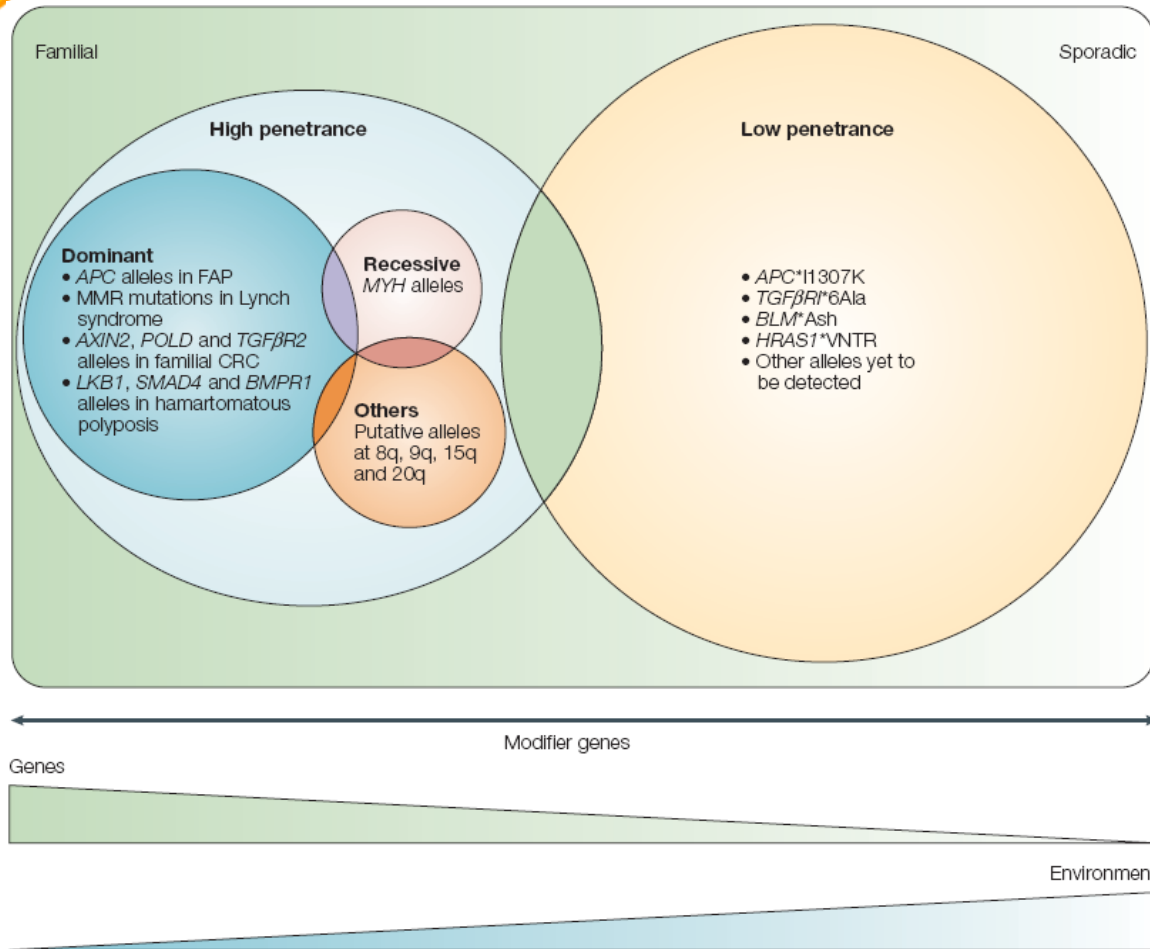 Familial
Sporadic
High penetrance
Low penetrance
Dominant
• APC alleles in FAP
• MMR mutations in Lynch
syndrome
• AXIN2, POLD and TGFβR2
alleles in familial CRC
• LKB1, SMAD4 and BMPR1
alleles in hamartomatous
polyposis
Recessive
MYH alleles
Others
Putative alleles
at 8q, 9q, 15q
and 20q
• APC*I1307K
• TGFβRI*6Ala
• BLM*Ash
• HRAS1*VNTR
• Other alleles yet to
be detected
Modifier genes
Genes
Environmen